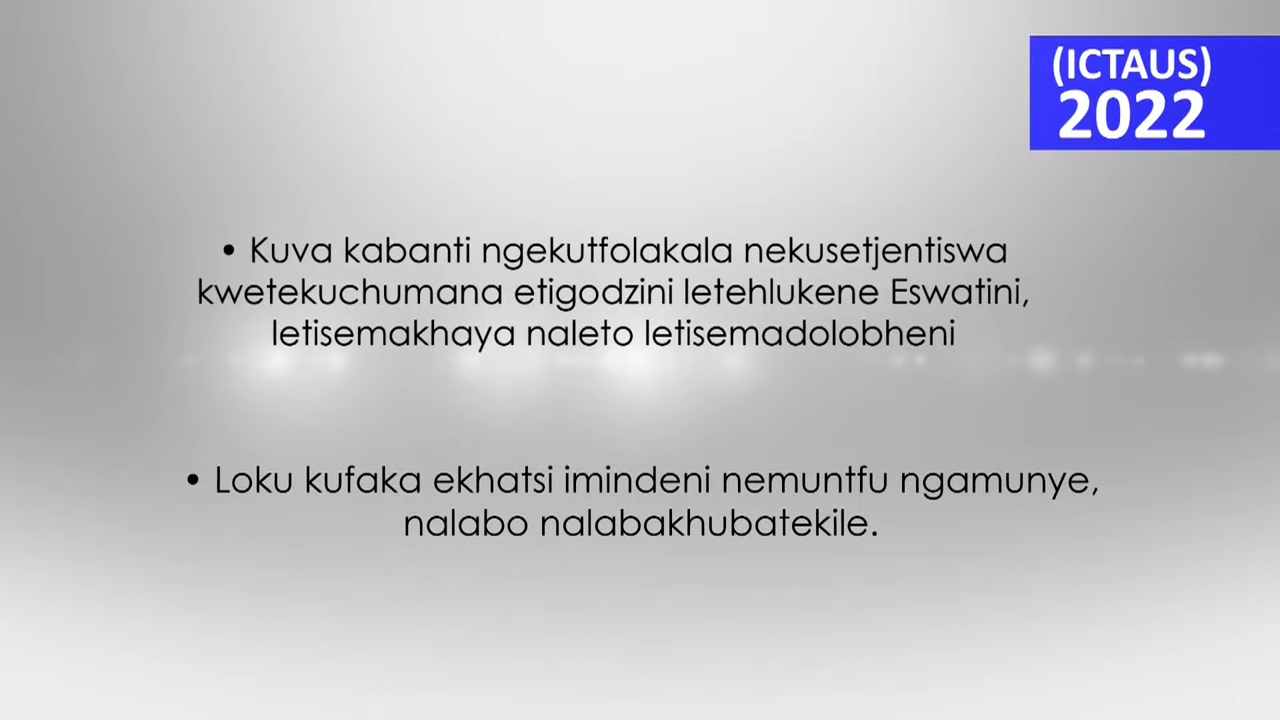 (ICTAUS)
2022
• Kuva kabanti ngekutfolakala nekusetjentiswa
kwetekuchumana etigodzini letehlukene Eswatini,
letisemakhaya naleto letisemadolobheni
• Loku kufaka ekhatsi imindeni nemuntfu ngamunye,
nalabo nalabakhubatekile.